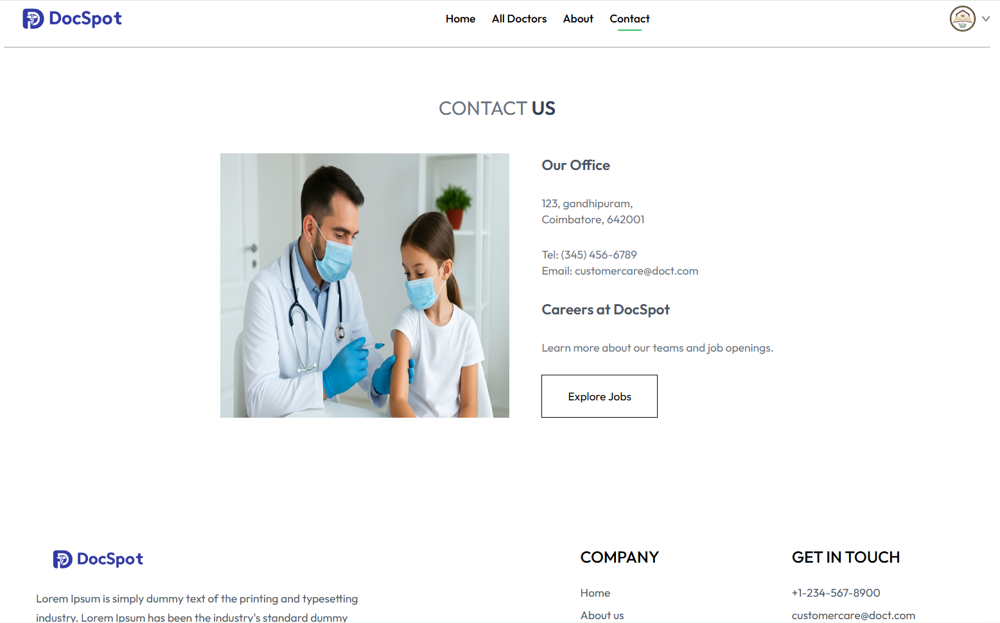 DocSpot
Home All Doctors About Contact
CONTACT US
Our Office
123, gandhipuram,
Coimbatore, 642001
Tel: (345) 456-6789
Email: customercare@doct.com
Careers at DocSpot
Learn more about our teams and job openings.
Explore Jobs
DocSpot
Lorem Ipsum is simply dummy text of the printing and typesetting
industry. Lorem Ipsum has been the industry's standard dummy
COMPANY
Home
About us
GET IN TOUCH
+1-234-567-8900
customercare@doct.com